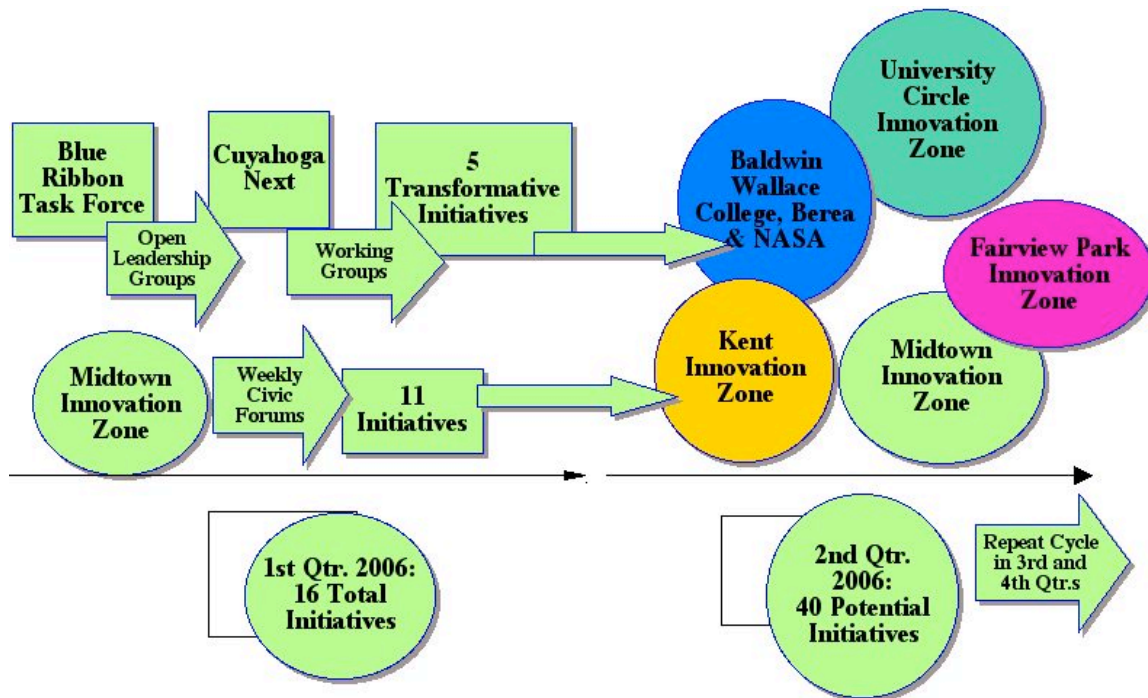 Blue
Ribbon
Task Force
Open
Leadership
Groups
Cuyahoga
Next
Working
Groups
5
Transformative
Initiatives
Midtown
Innovation
Zone
Weekly
Civic
Forums
11
Initiatives
University
Circle
Innovation
Zone
Baldwin
Wallace
College, Berea
& NASA
Fairview Park
Innovation
Zone
Kent
Innovation
Zone
Midtown
Innovation
Zone
1st Qtr. 2006:
16 Total
Initiatives
2nd Qtr.
2006:
40 Potential
Initiatives
Repeat Cycle
in 3rd and
4th Qtr.s